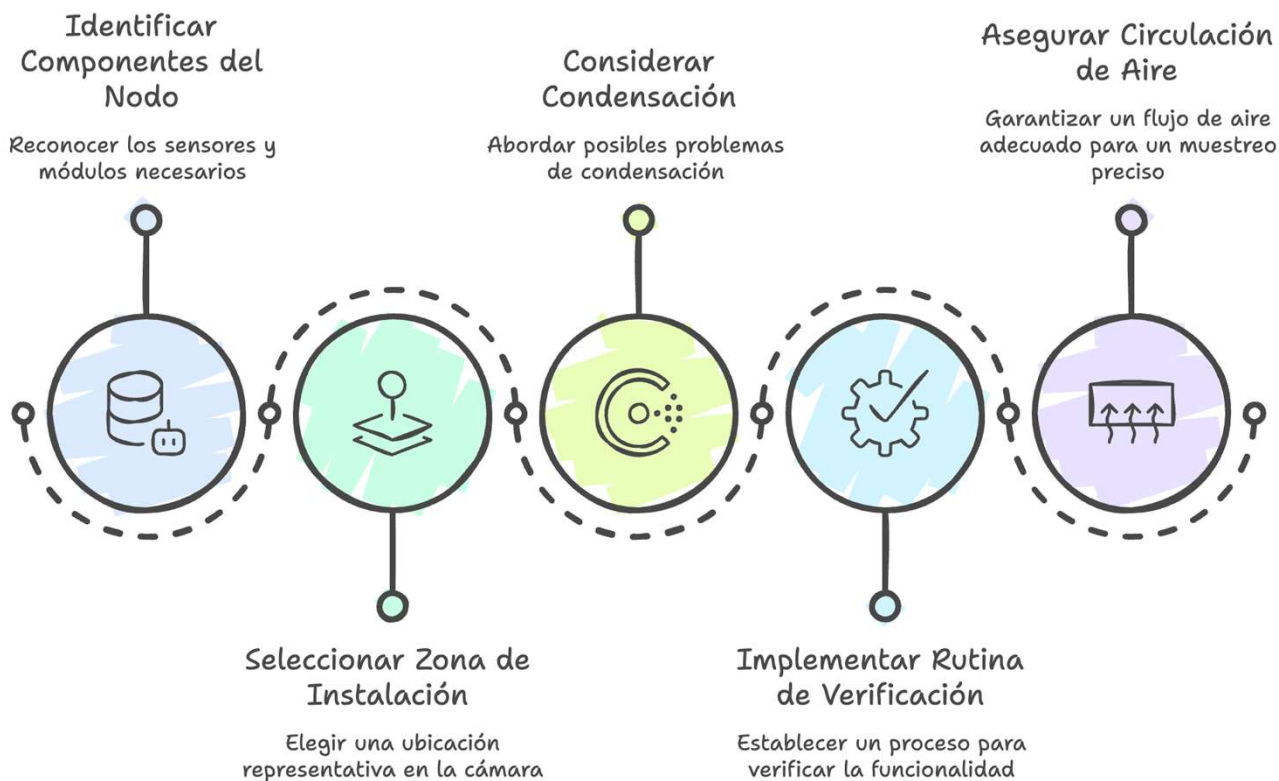 Identificar
Componentes del
Nodo
Reconocer los sensores y
módulos necesarios
Seleccionar Zona de
Instalación
Elegir una ubicación
representativa en la cámara
Considerar
Condensación
Abordar posibles problemas
de condensación
Implementar Rutina
de Verificación
Establecer un proceso para
verificar la funcionalidad
Asegurar Circulación
de Aire
Garantizar un flujo de aire
adecuado para un muestreo
preciso